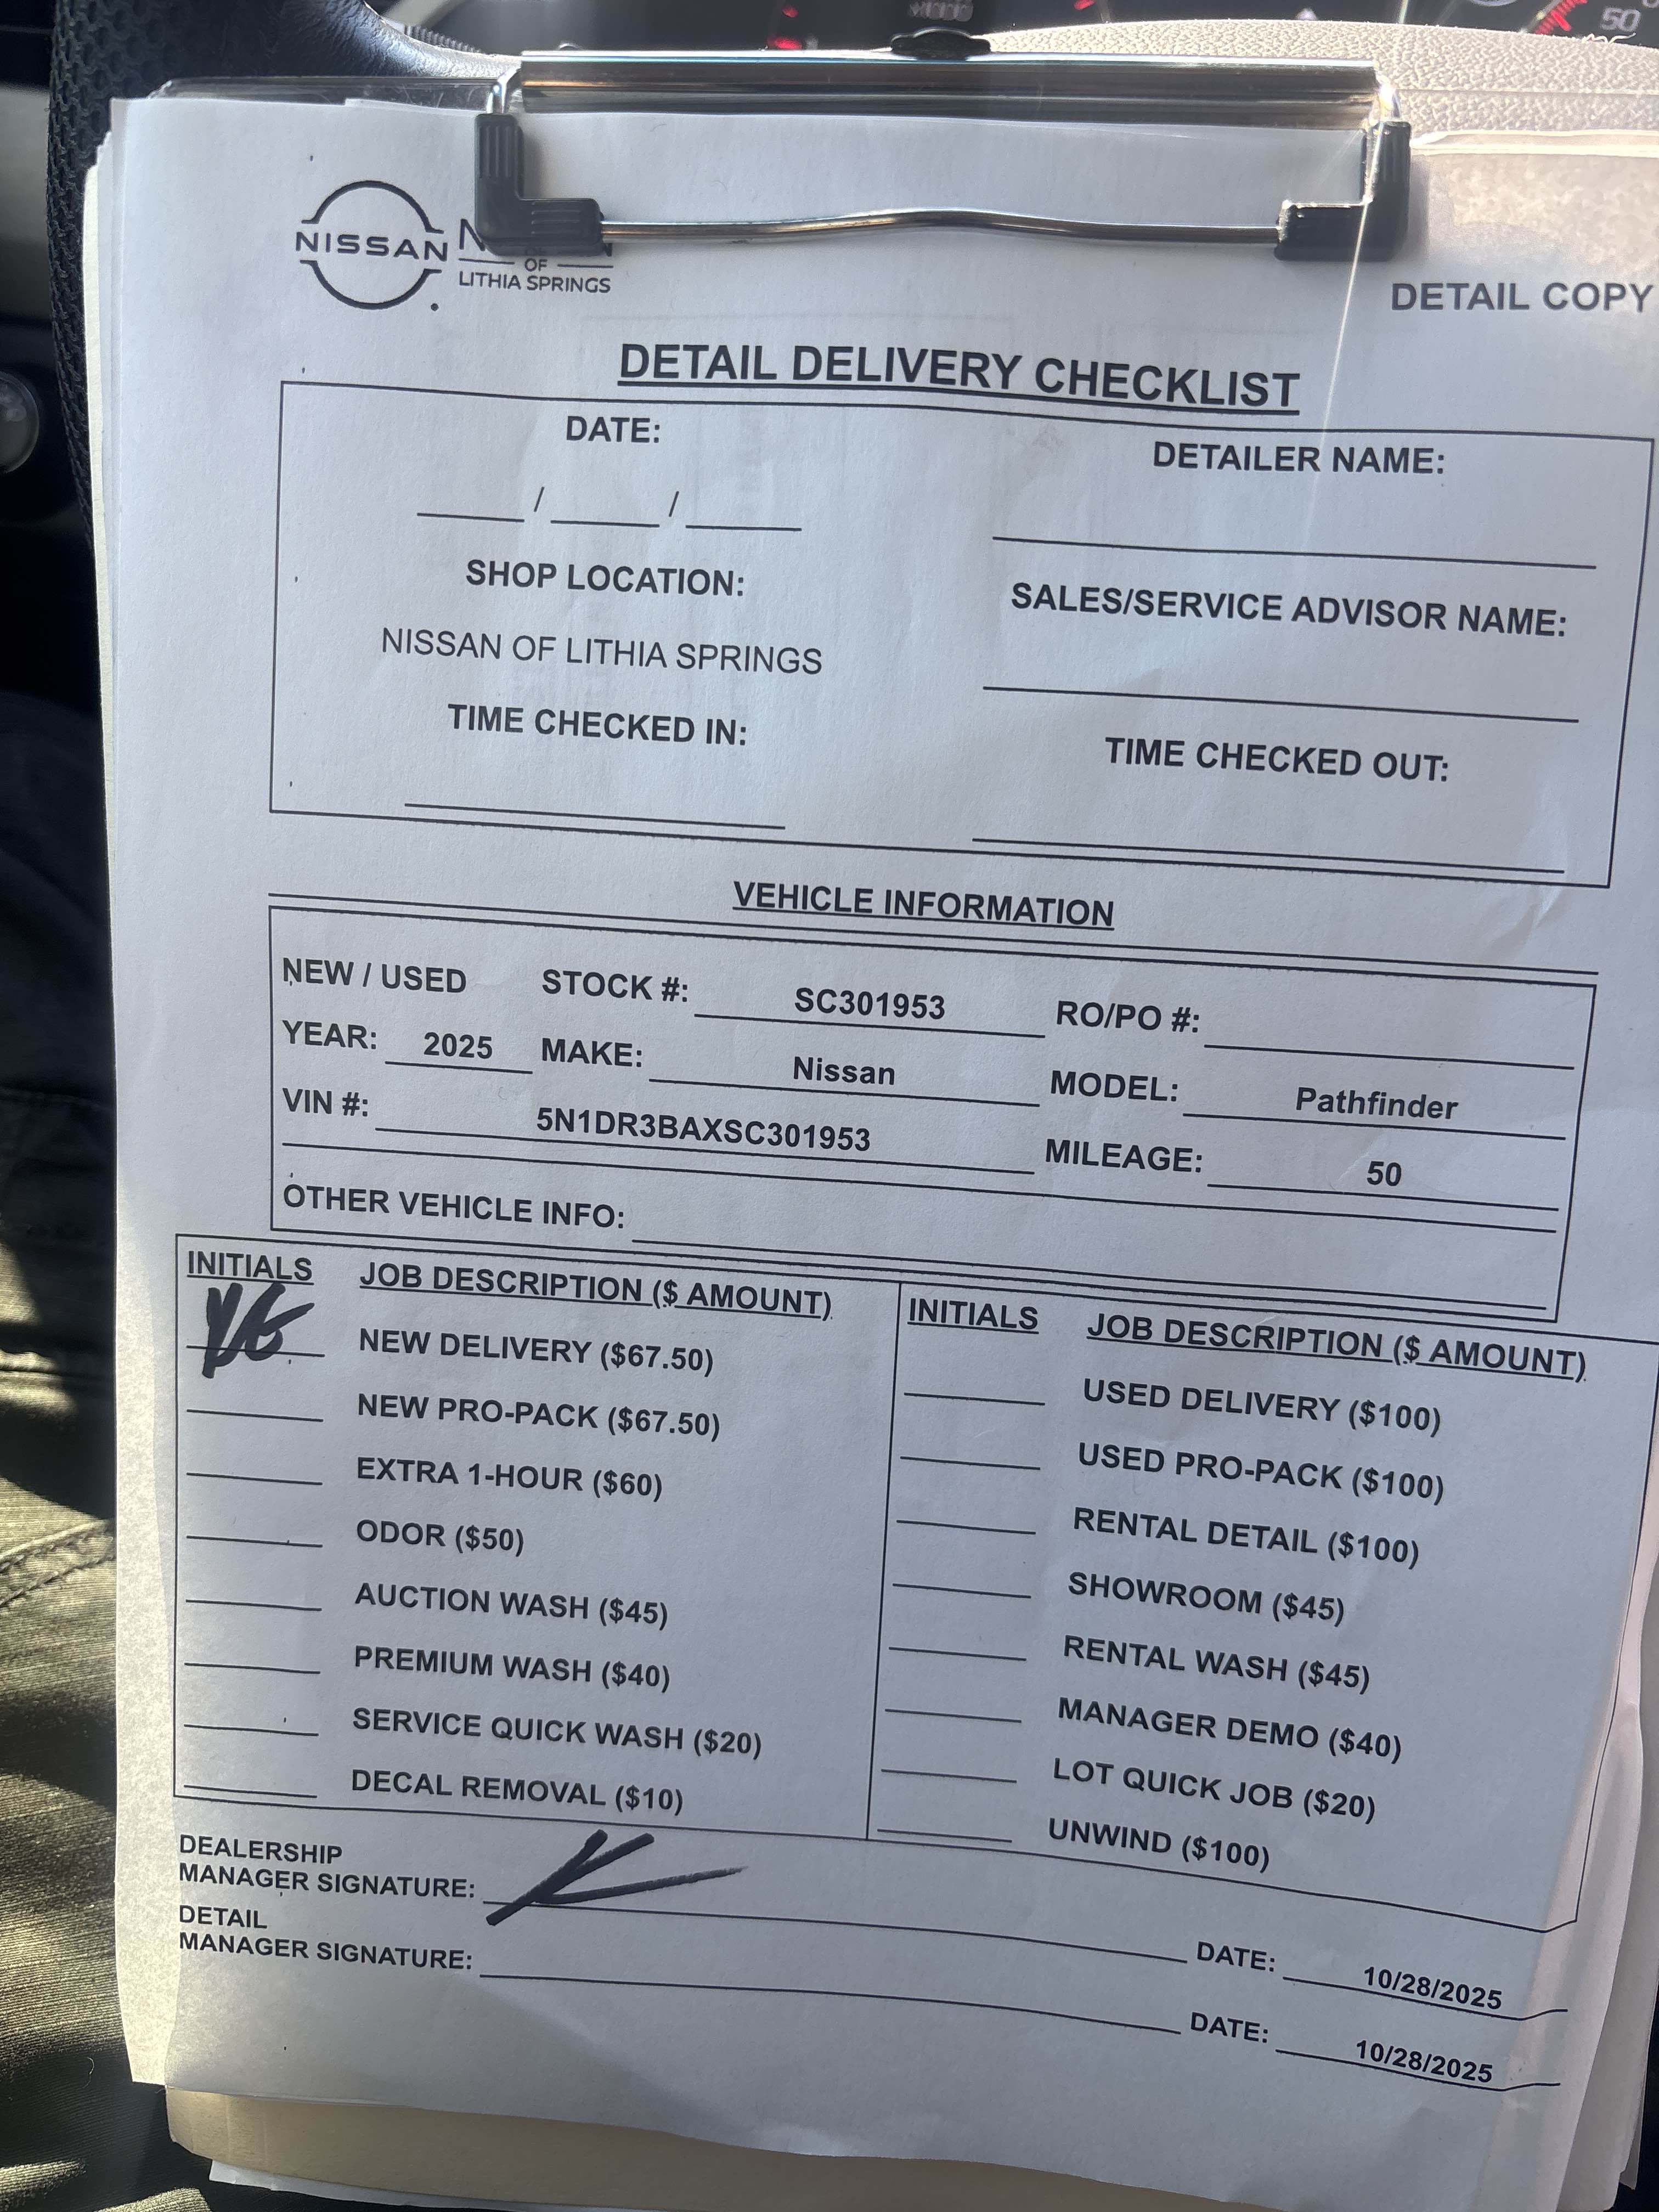 50
NISSAN
OF
LITHIA SPRINGS
DETAIL COPY
DETAIL DELIVERY CHECKLIST
DATE:
DETAILER NAME:
/ /
SHOP LOCATION:
SALES/SERVICE ADVISOR NAME:
NISSAN OF LITHIA SPRINGS
TIME CHECKED IN:
TIME CHECKED OUT:
VEHICLE INFORMATION
NEW / USED STOCK #: SC301953 RO/PO #:
YEAR: 2025 MAKE: Nissan MODEL: Pathfinder
VIN #: 5N1DR3BAXSC301953 MILEAGE: 50
OTHER VEHICLE INFO:
INITIALS JOB DESCRIPTION ($ AMOUNT)
NEW DELIVERY ($67.50)
NEW PRO-PACK ($67.50)
EXTRA 1-HOUR ($60)
ODOR ($50)
AUCTION WASH ($45)
PREMIUM WASH ($40)
SERVICE QUICK WASH ($20)
DECAL REMOVAL ($10)
INITIALS JOB DESCRIPTION ($ AMOUNT)
USED DELIVERY ($100)
USED PRO-PACK ($100)
RENTAL DETAIL ($100)
SHOWROOM ($45)
RENTAL WASH ($45)
MANAGER DEMO ($40)
LOT QUICK JOB ($20)
UNWIND ($100)
DEALERSHIP
MANAGER SIGNATURE: DATE: 10/28/2025
DETAIL
MANAGER SIGNATURE: DATE: 10/28/2025